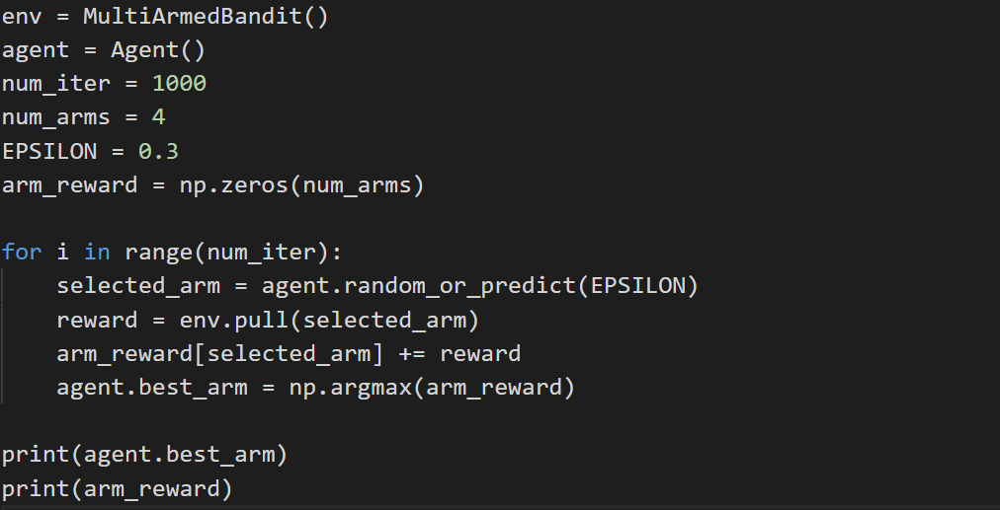 env = MultiArmedBandit()
agent = Agent()
num_iter = 1000
num_arms = 4
EPSILON = 0.3
arm_reward = np.zeros(num_arms)

for i in range(num_iter):
    selected_arm = agent.random_or_predict(EPSILON)
    reward = env.pull(selected_arm)
    arm_reward[selected_arm] += reward
    agent.best_arm = np.argmax(arm_reward)

print(agent.best_arm)
print(arm_reward)